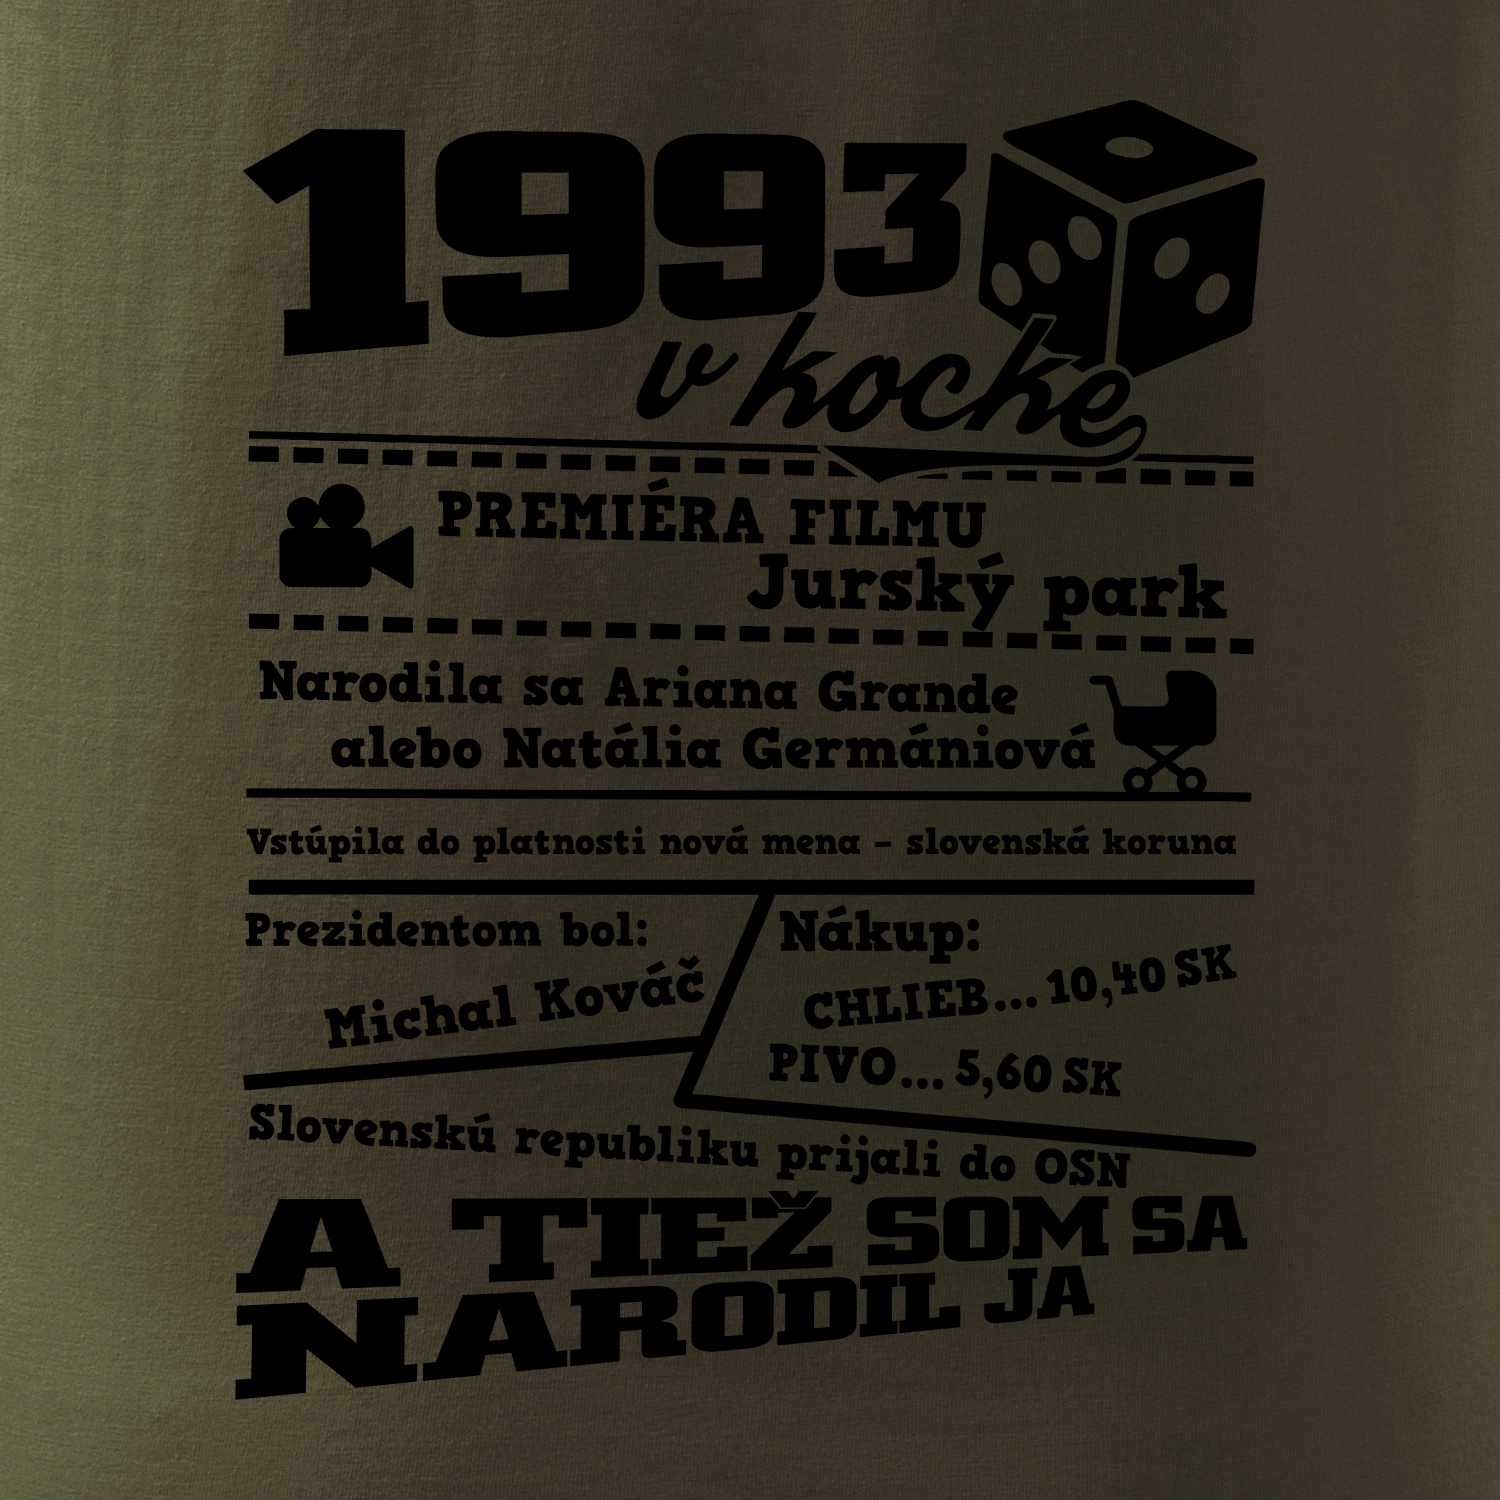 1993
v kocke
PREMIÉRA FILMU
Jurský park
Narodila sa Ariana Grande
alebo Natália Germániová
Vstúpila do platnosti nová mena – slovenská koruna
Prezidentom bol:
Michal Kováč
Nákup:
CHLIEB... 10,40 SK
PIVO... 5,60 SK
Slovenskú republiku prijali do OSN
A TIEŽ SOM SA
NARODIL JA